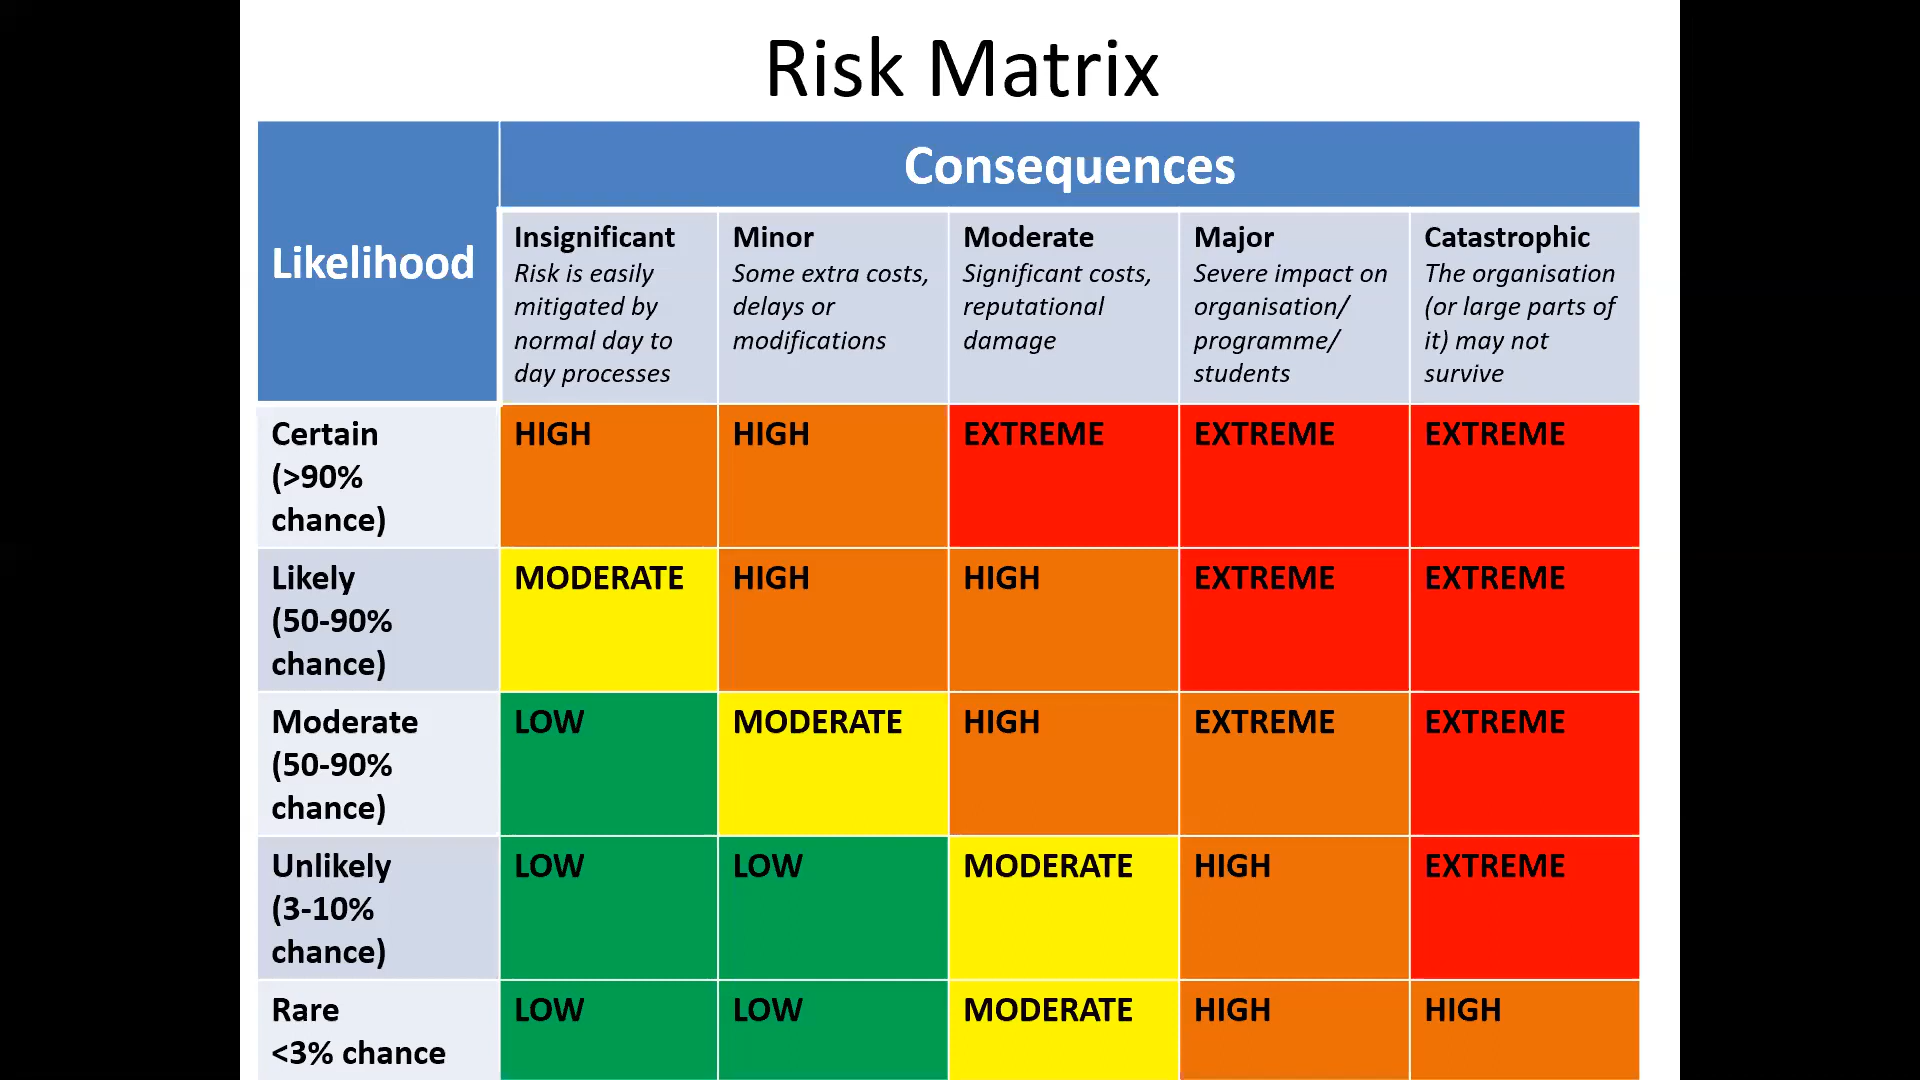 Risk Matrix
Likelihood
Consequences
Insignificant
Risk is easily
mitigated by
normal day to
day processes
Minor
Some extra costs,
delays or
modifications
Moderate
Significant costs,
reputational
damage
Major
Severe impact on
organisation/
programme/
students
Catastrophic
The organisation
(or large parts of
it) may not
survive
Certain
(>90%
chance)
HIGH
HIGH
EXTREME
EXTREME
EXTREME
Likely
(50-90%
chance)
MODERATE
HIGH
HIGH
EXTREME
EXTREME
Moderate
(50-90%
chance)
LOW
MODERATE
HIGH
EXTREME
EXTREME
Unlikely
(3-10%
chance)
LOW
LOW
MODERATE
HIGH
EXTREME
Rare
<3% chance
LOW
LOW
MODERATE
HIGH
HIGH